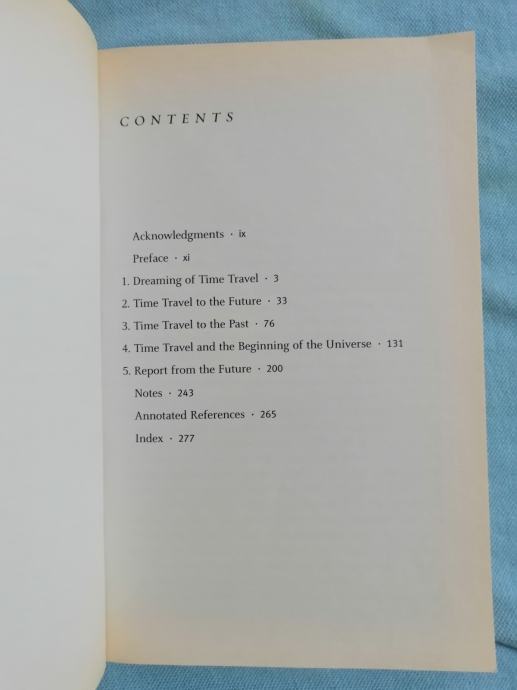 CONTENTS
Acknowledgments · ix
Preface · xi
1. Dreaming of Time Travel · 3
2. Time Travel to the Future · 33
3. Time Travel to the Past · 76
4. Time Travel and the Beginning of the Universe · 131
5. Report from the Future · 200
Notes · 243
Annotated References · 265
Index · 277